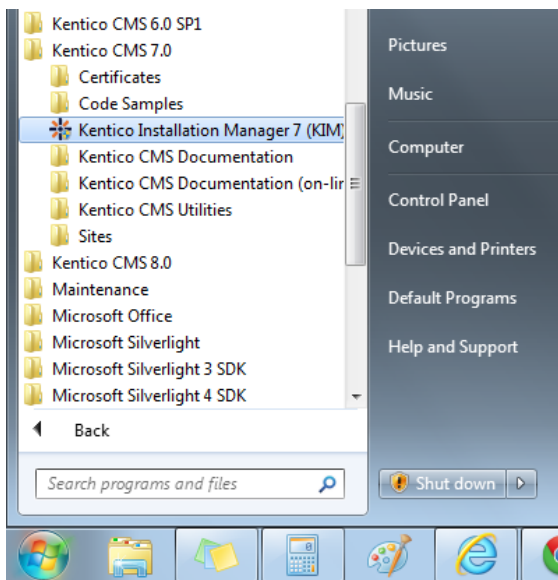 Kentico CMS 6.0 SP1
Kentico CMS 7.0
Certificates
Code Samples
Kentico Installation Manager 7 (KIM)
Kentico CMS Documentation
Kentico CMS Documentation (on-lin
Kentico CMS Utilities
Sites
Kentico CMS 8.0
Maintenance
Microsoft Office
Microsoft Silverlight
Microsoft Silverlight 3 SDK
Microsoft Silverlight 4 SDK
Back
Search programs and files
Pictures
Music
Computer
Control Panel
Devices and Printers
Default Programs
Help and Support
Shut down